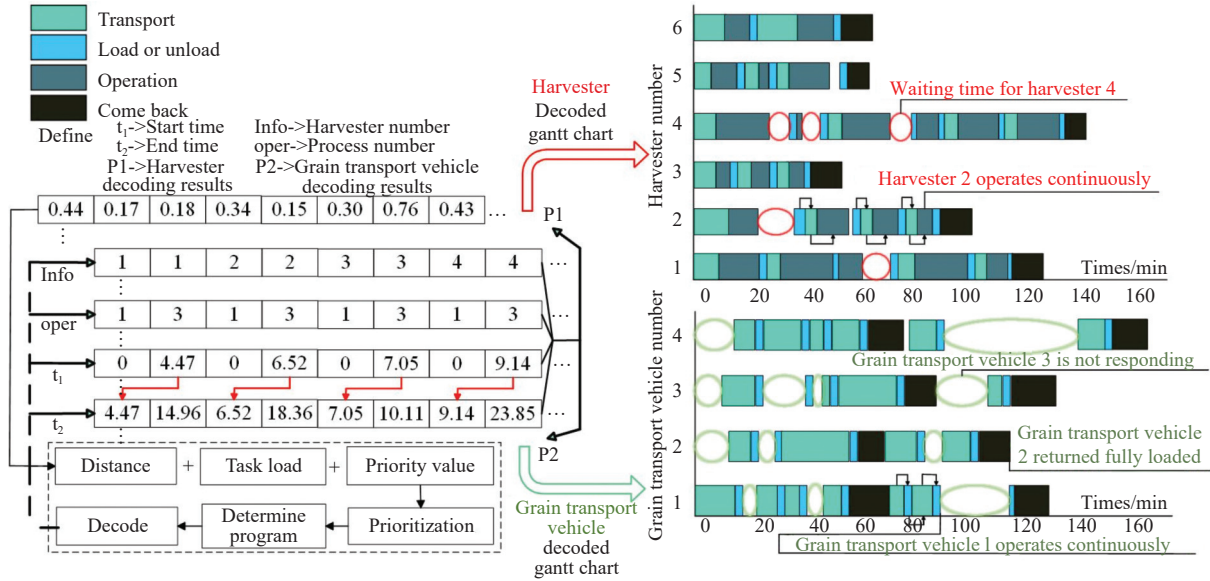 Transport
Load or unload
Operation
Come back
Define
t1->Start time
t2->End time
P1->Harvester
decoding results
Info->Harvester number
oper->Process number
P2->Grain transport vehicle
decoding results
0.44 0.17 0.18 0.34 0.15 0.30 0.76 0.43 ...
P1
Info 1 1 2 2 3 3 4 4 ...
oper 1 3 1 3 1 3 1 3 ...
t1 0 4.47 0 6.52 0 7.05 0 9.14 ...
t2 4.47 14.96 6.52 18.36 7.05 10.11 9.14 23.85 ...
P2
Distance + Task load + Priority value
Decode Determine program Prioritization
Harvester
Decoded
gantt chart
Grain transport
vehicle
decoded
gantt chart
Harvester number
6
5
4
3
2
1
Waiting time for harvester 4
Harvester 2 operates continuously
Times/min
0 20 40 60 80 100 120 140 160
Grain transport vehicle number
4
3
2
1
Grain transport vehicle 3 is not responding
Grain transport vehicle
2 returned fully loaded
Times/min
0 20 40 60 80 100 120 140 160
Grain transport vehicle l operates continuously